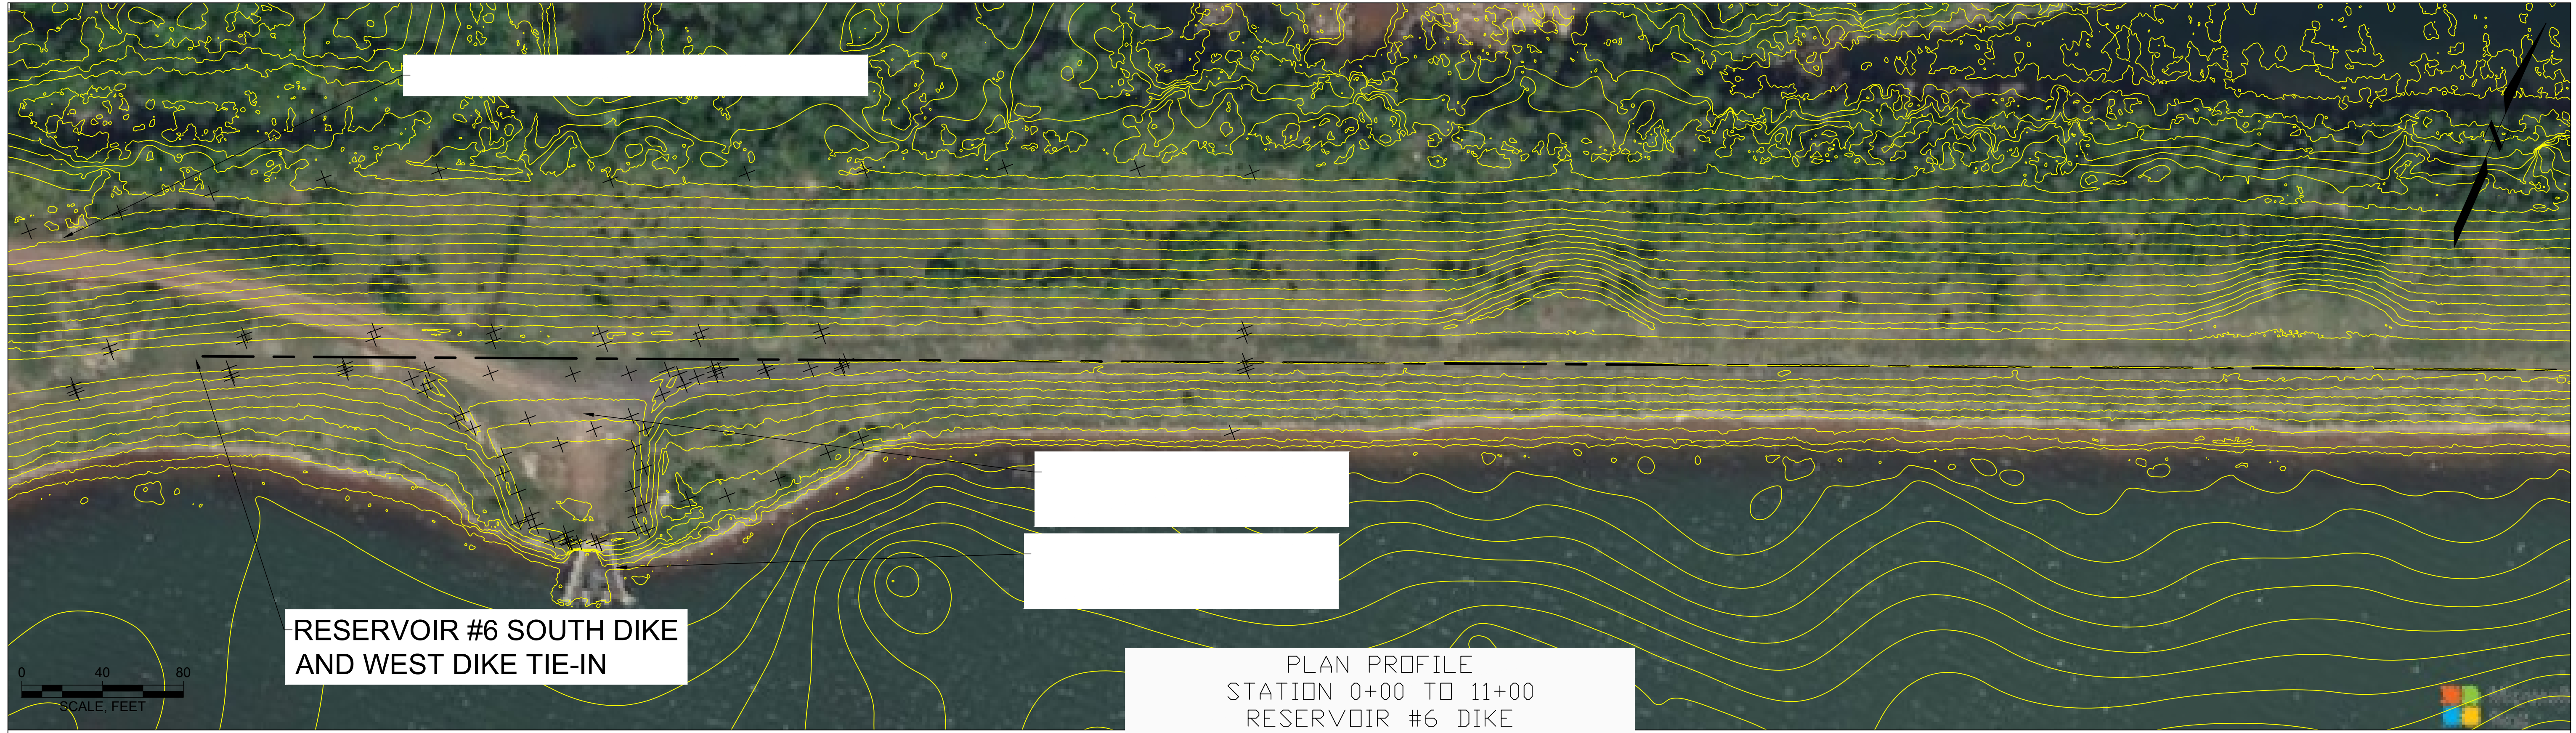 RESERVOIR #6 SOUTH DIKE
AND WEST DIKE TIE-IN
0 40 80
SCALE, FEET
PLAN PROFILE
STATION 0+00 TO 11+00
RESERVOIR #6 DIKE
Microsoft